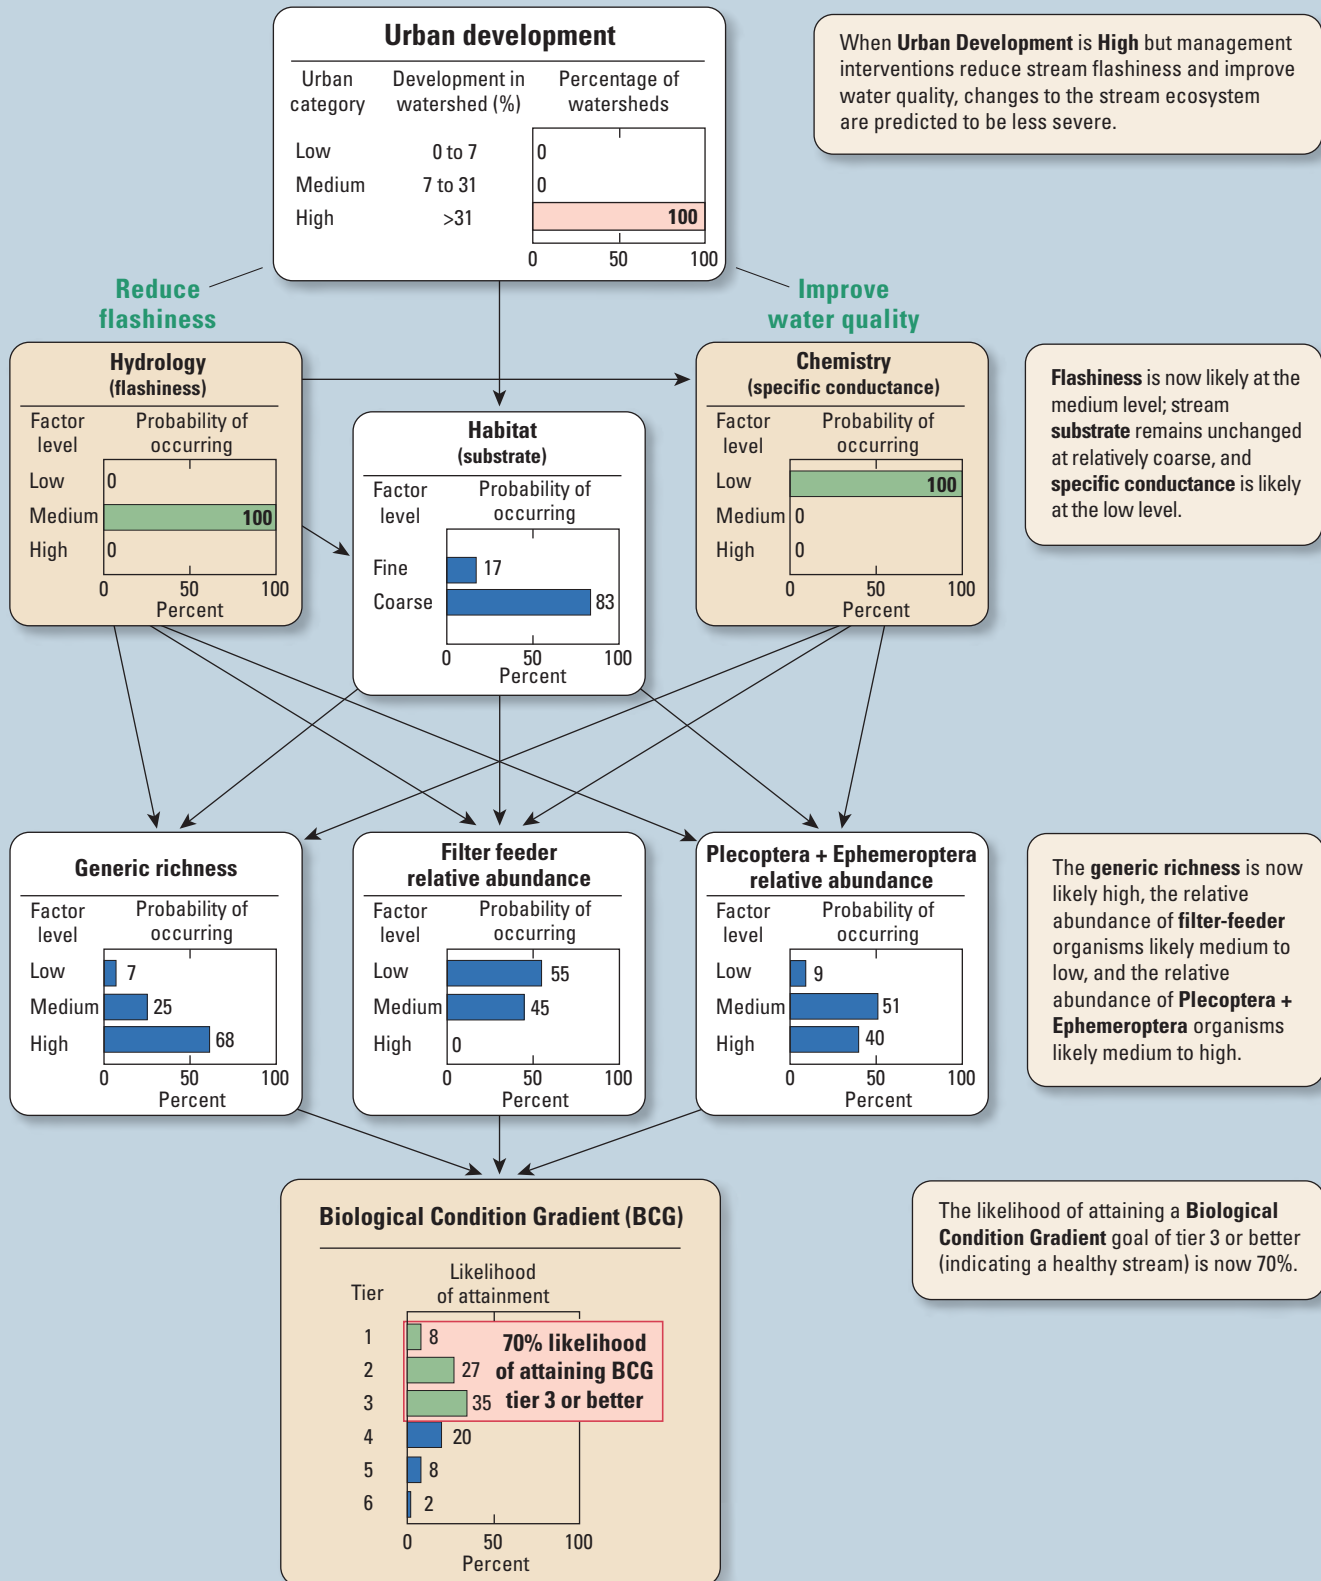 Urban development
Urban category
Development in watershed (%)
Percentage of watersheds
Low 0 to 7 0
Medium 7 to 31 0
High >31 100
0 50 100
When Urban Development is High but management
interventions reduce stream flashiness and improve
water quality, changes to the stream ecosystem
are predicted to be less severe.
Reduce
flashiness
Improve
water quality
Hydrology
(flashiness)
Factor level
Probability of occurring
Low 0
Medium 100
High 0
0 50 100
Percent
Habitat
(substrate)
Factor level
Probability of occurring
Fine 17
Coarse 83
0 50 100
Percent
Chemistry
(specific conductance)
Factor level
Probability of occurring
Low 100
Medium 0
High 0
0 50 100
Percent
Flashiness is now likely at the
medium level; stream
substrate remains unchanged
at relatively coarse, and
specific conductance is likely
at the low level.
Generic richness
Factor level
Probability of occurring
Low 7
Medium 25
High 68
0 50 100
Percent
Filter feeder
relative abundance
Factor level
Probability of occurring
Low 55
Medium 45
High 0
0 50 100
Percent
Plecoptera + Ephemeroptera
relative abundance
Factor level
Probability of occurring
Low 9
Medium 51
High 40
0 50 100
Percent
The generic richness is now
likely high, the relative
abundance of filter-feeder
organisms likely medium to
low, and the relative
abundance of Plecoptera +
Ephemeroptera organisms
likely medium to high.
Biological Condition Gradient (BCG)
Tier
Likelihood
of attainment
1 8
2 27
3 35
4 20
5 8
6 2
70% likelihood
of attaining BCG
tier 3 or better
0 50 100
Percent
The likelihood of attaining a Biological
Condition Gradient goal of tier 3 or better
(indicating a healthy stream) is now 70%.